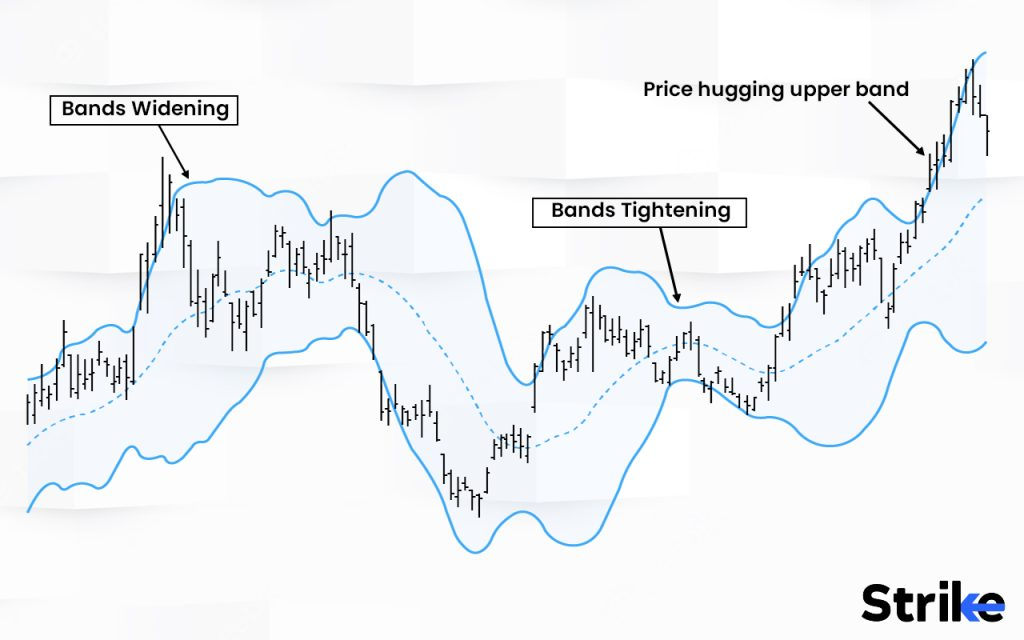 Bands Widening
Price hugging upper band
Bands Tightening
Strike